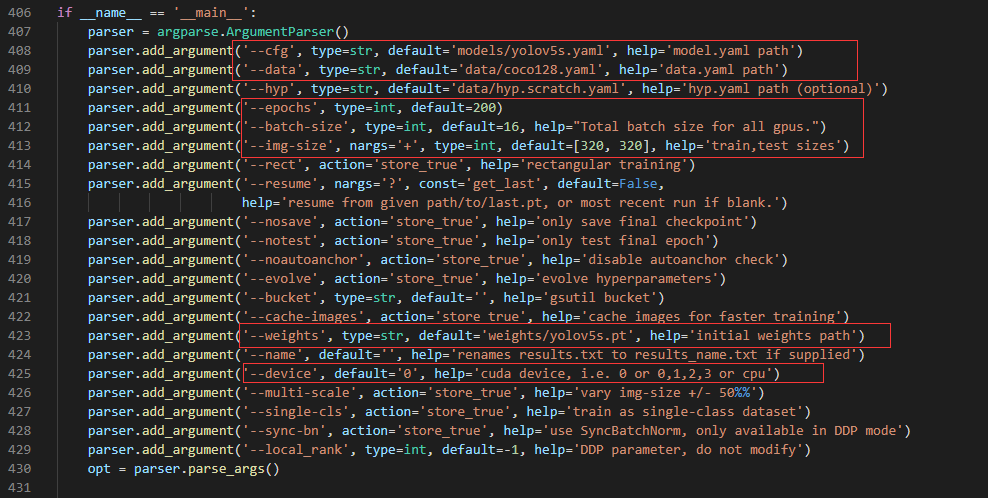 406 if __name__ == '__main__':
407 parser = argparse.ArgumentParser()
408 parser.add_argument('--cfg', type=str, default='models/yolov5s.yaml', help='model.yaml path')
409 parser.add_argument('--data', type=str, default='data/coco128.yaml', help='data.yaml path')
410 parser.add_argument('--hyp', type=str, default='data/hyp.scratch.yaml', help='hyp.yaml path (optional)')
411 parser.add_argument('--epochs', type=int, default=200)
412 parser.add_argument('--batch-size', type=int, default=16, help="Total batch size for all gpus.")
413 parser.add_argument('--img-size', nargs='+', type=int, default=[320, 320], help='train,test sizes')
414 parser.add_argument('--rect', action='store_true', help='rectangular training')
415 parser.add_argument('--resume', nargs='?', const='get_last', default=False,
416 help='resume from given path/to/last.pt, or most recent run if blank.')
417 parser.add_argument('--nosave', action='store_true', help='only save final checkpoint')
418 parser.add_argument('--notest', action='store_true', help='only test final epoch')
419 parser.add_argument('--noautoanchor', action='store_true', help='disable autoanchor check')
420 parser.add_argument('--evolve', action='store_true', help='evolve hyperparameters')
421 parser.add_argument('--bucket', type=str, default='', help='gsutil bucket')
422 parser.add_argument('--cache-images', action='store_true', help='cache images for faster training')
423 parser.add_argument('--weights', type=str, default='weights/yolov5s.pt', help='initial weights path')
424 parser.add_argument('--name', default='', help='renames results.txt to results_name.txt if supplied')
425 parser.add_argument('--device', default='0', help='cuda device, i.e. 0 or 0,1,2,3 or cpu')
426 parser.add_argument('--multi-scale', action='store_true', help='vary img-size +/- 50%%')
427 parser.add_argument('--single-cls', action='store_true', help='train as single-class dataset')
428 parser.add_argument('--sync-bn', action='store_true', help='use SyncBatchNorm, only available in DDP mode')
429 parser.add_argument('--local_rank', type=int, default=-1, help='DDP parameter, do not modify')
430 opt = parser.parse_args()
431